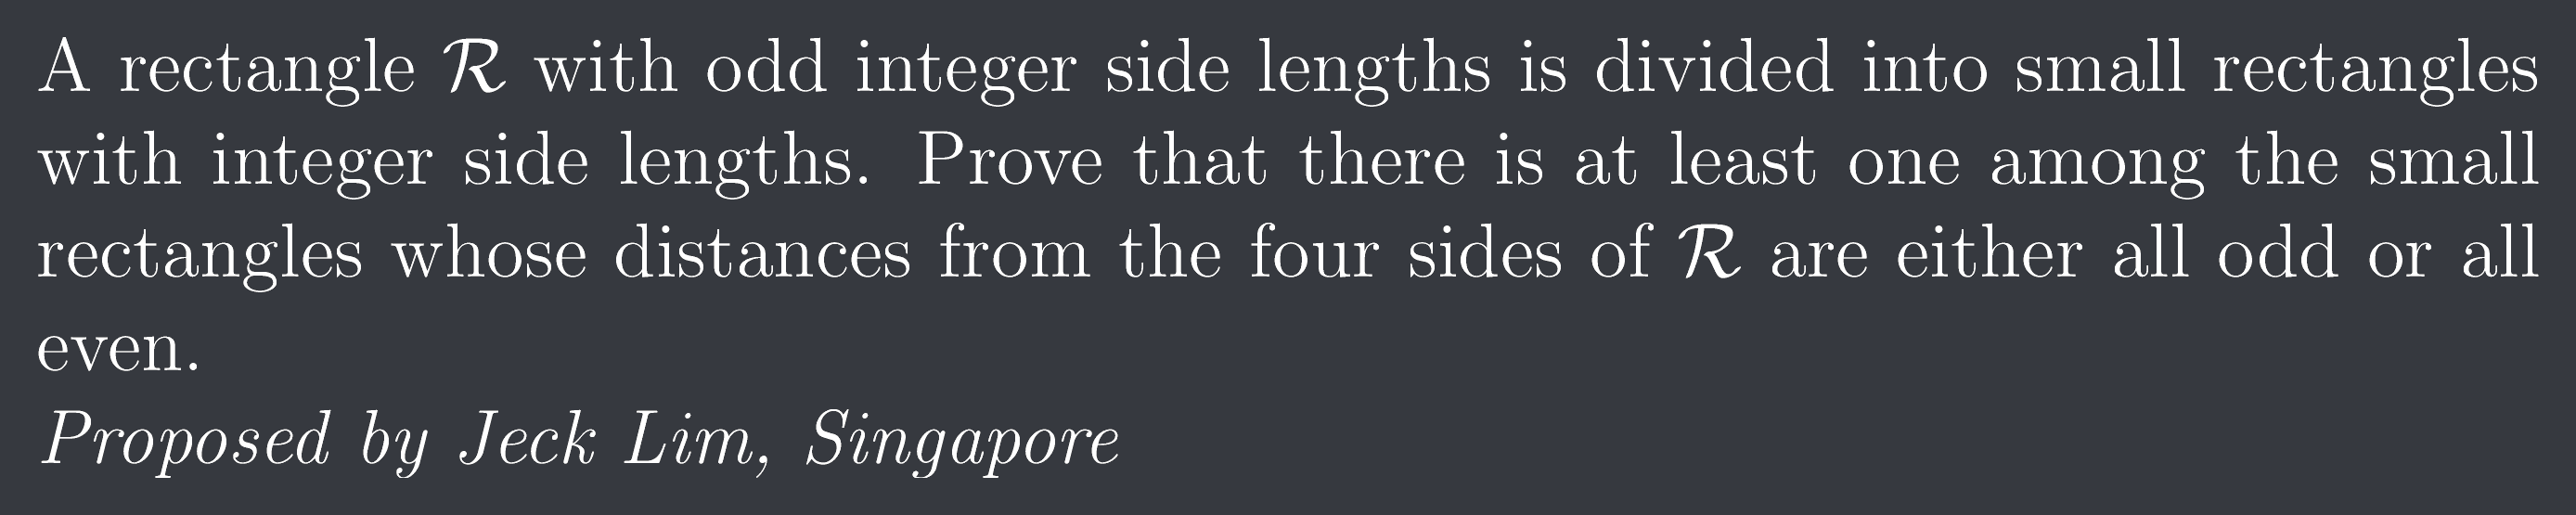 A rectangle ℛ with odd integer side lengths is divided into small rectangles
with integer side lengths. Prove that there is at least one among the small
rectangles whose distances from the four sides of ℛ are either all odd or all
even.
Proposed by Jeck Lim, Singapore